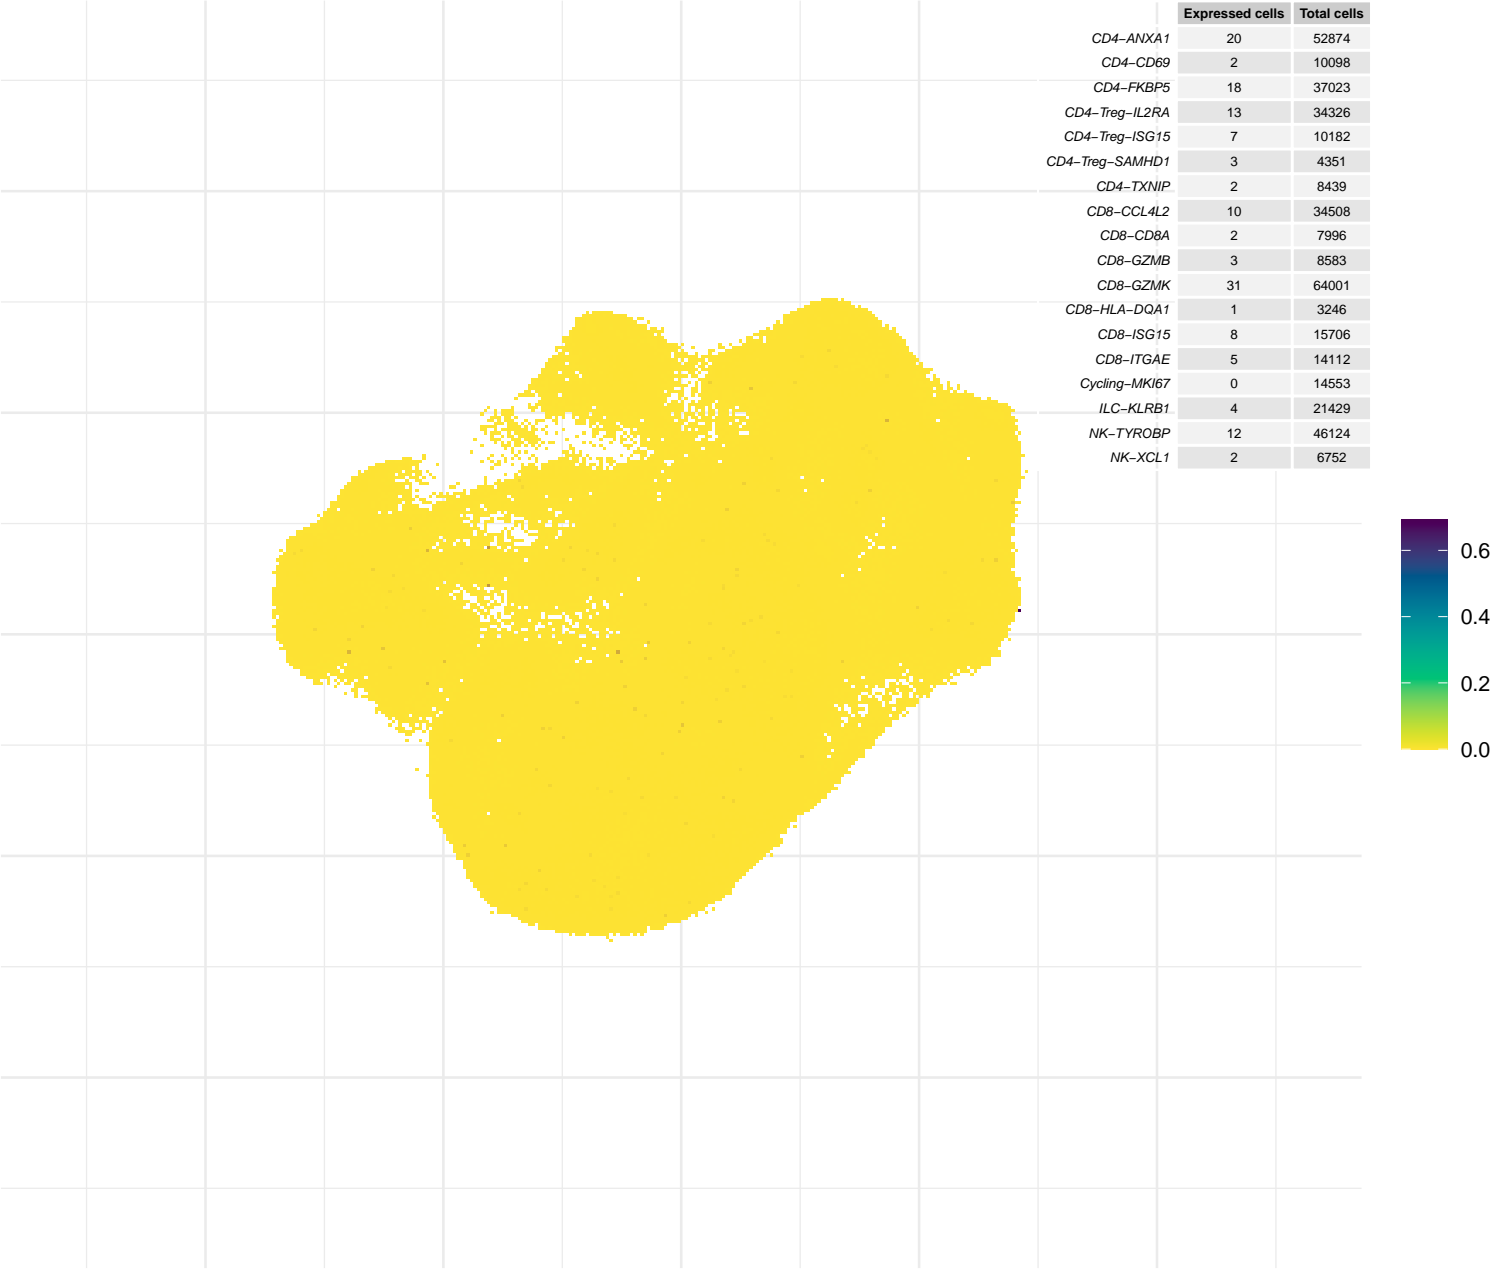 Expressed cells Total cells
CD4−ANXA1 20 52874
CD4−CD69 2 10098
CD4−FKBP5 18 37023
CD4−Treg−IL2RA 13 34326
CD4−Treg−ISG15 7 10182
CD4−Treg−SAMHD1 3 4351
CD4−TXNIP 2 8439
CD8−CCL4L2 10 34508
CD8−CD8A 2 7996
CD8−GZMB 3 8583
CD8−GZMK 31 64001
CD8−HLA−DQA1 1 3246
CD8−ISG15 8 15706
CD8−ITGAE 5 14112
Cycling−MKI67 0 14553
ILC−KLRB1 4 21429
NK−TYROBP 12 46124
NK−XCL1 2 6752
0.6
0.4
0.2
0.0